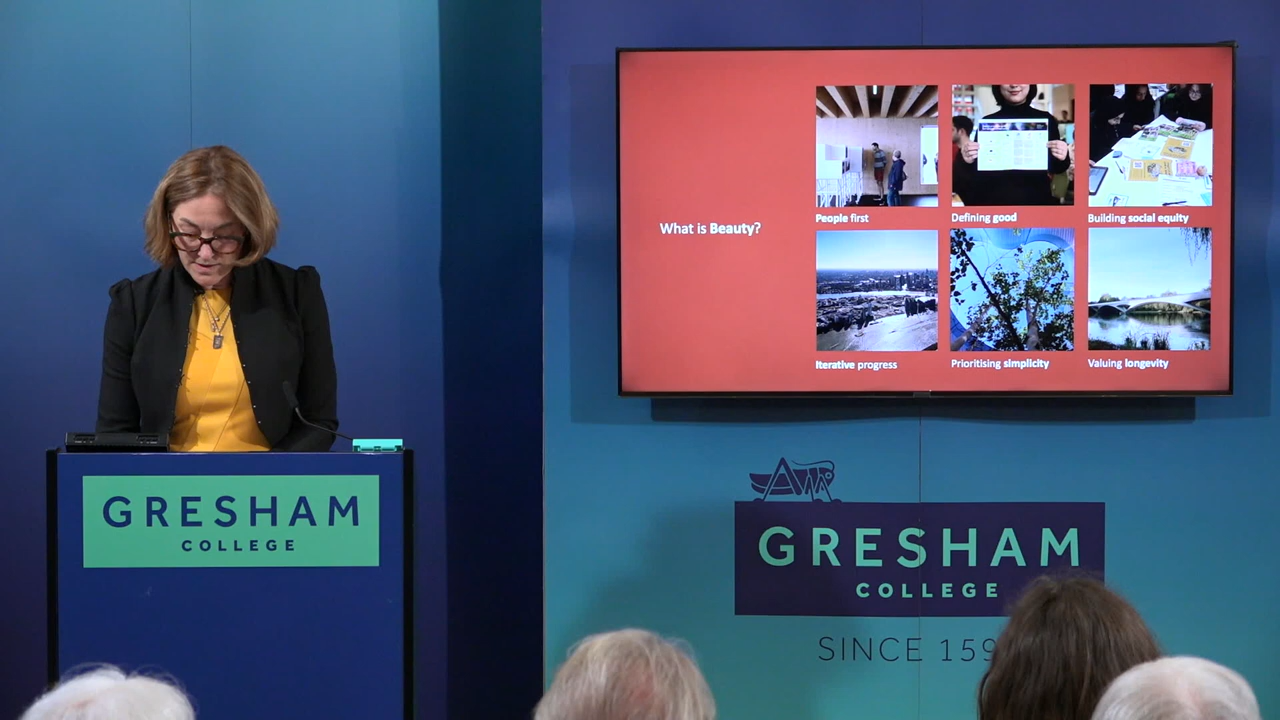 What is Beauty?
People first
Defining good
Building social equity
Iterative progress
Prioritising simplicity
Valuing longevity
GRESHAM
COLLEGE
GRESHAM
COLLEGE
SINCE 159